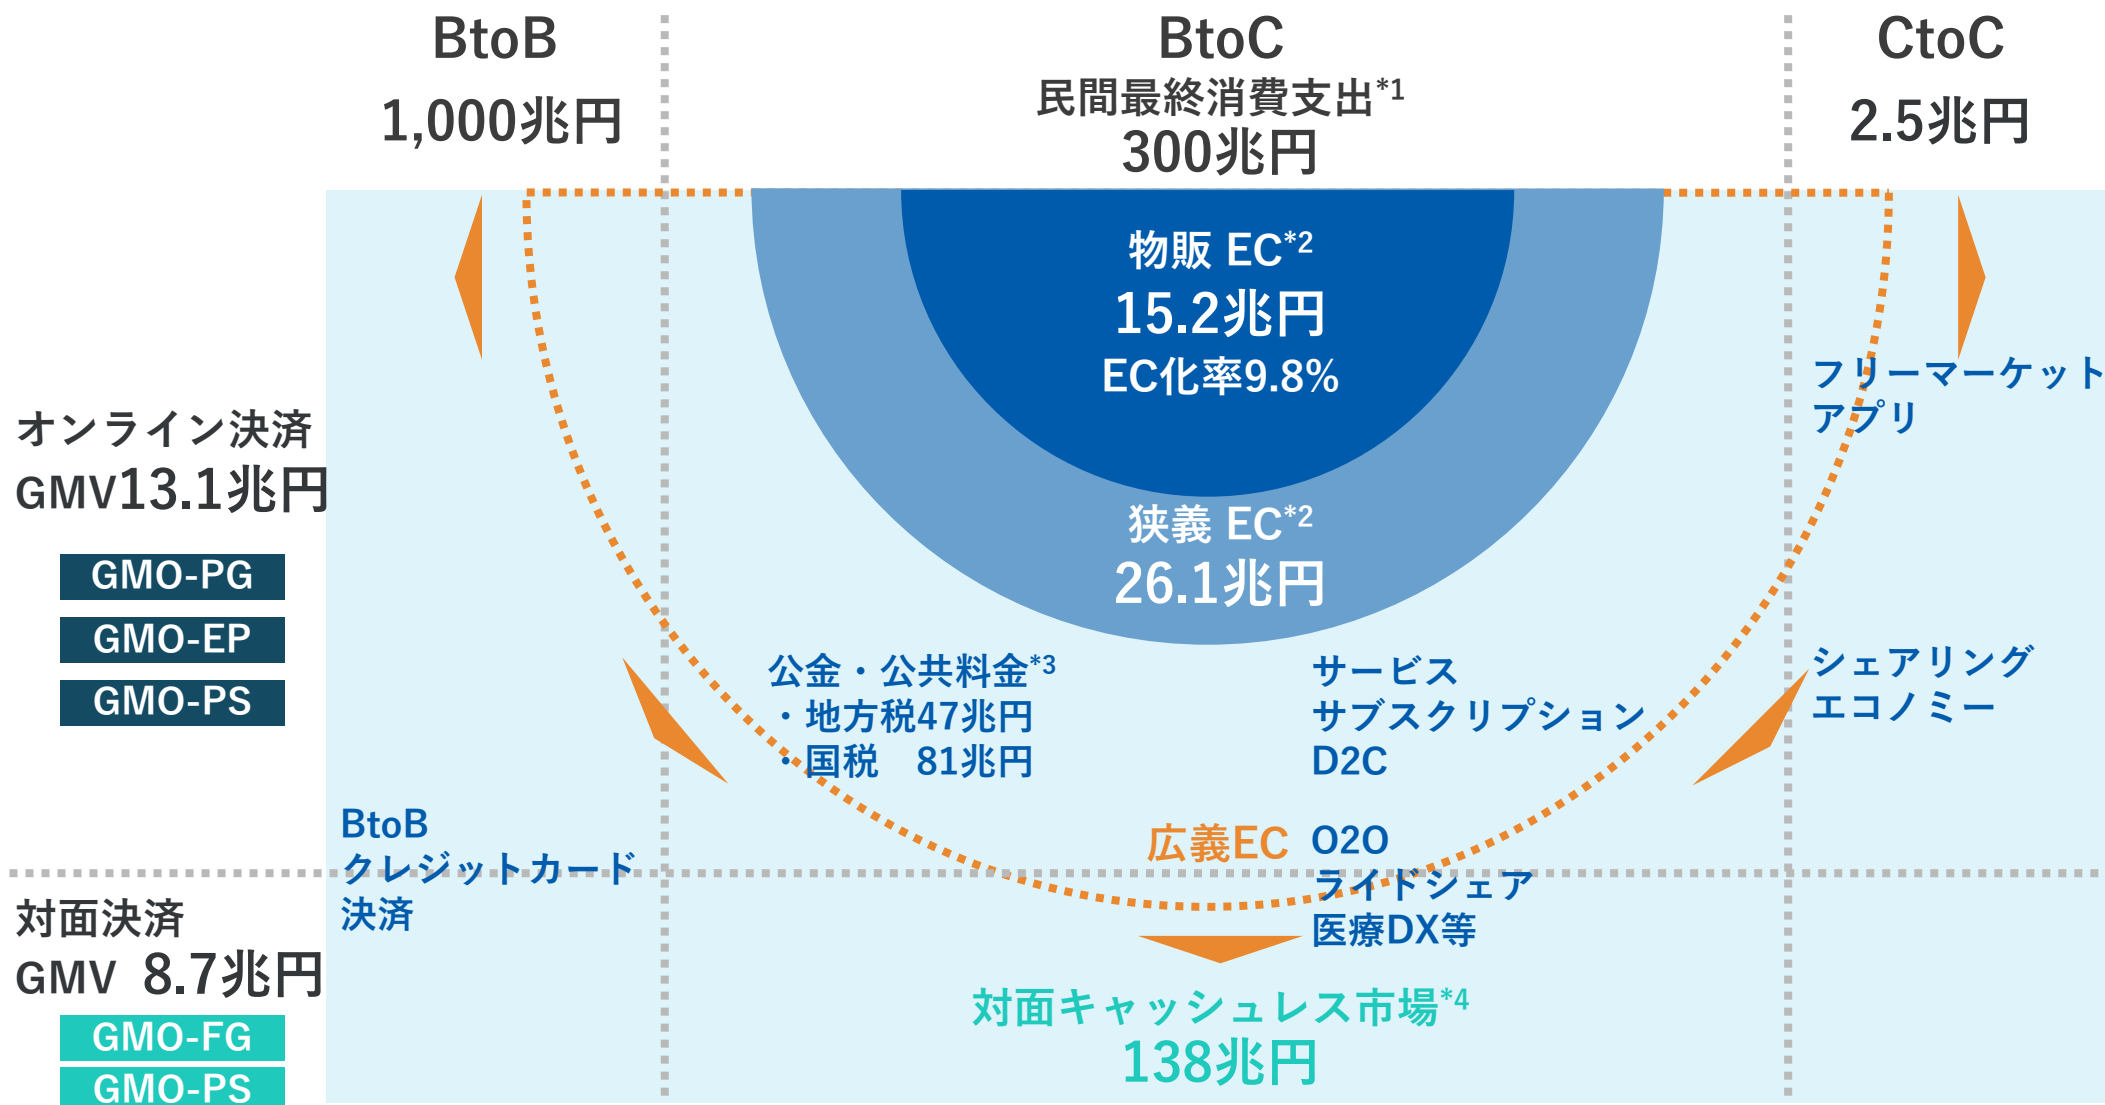 BtoB
1,000兆円
BtoC
民間最終消費支出*1
300兆円
CtoC
2.5兆円
物販 EC*2
15.2兆円
EC化率9.8%
狭義 EC*2
26.1兆円
オンライン決済
GMV13.1兆円
GMO-PG
GMO-EP
GMO-PS
フリーマーケット
アプリ
公金・公共料金*3
・地方税47兆円
・国税 81兆円
サービス
サブスクリプション
D2C
シェアリング
エコノミー
BtoB
クレジットカード
決済
広義EC
O2O
ライドシェア
医療DX等
対面決済
GMV 8.7兆円
GMO-FG
GMO-PS
対面キャッシュレス市場*4
138兆円